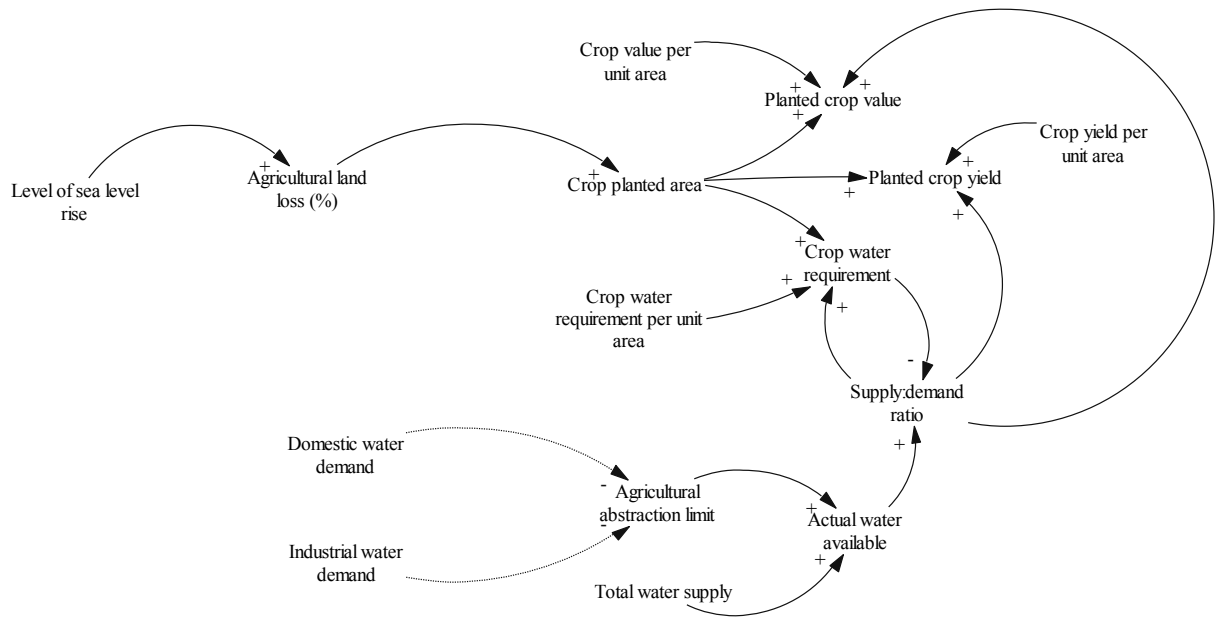 Crop value per
unit area
+
+
Planted crop value
+
Crop yield per
unit area
+
Level of sea level
rise
+
Agricultural land
loss (%)
+
Crop planted area
Planted crop yield
+
+
+
Crop water
requirement
+
Crop water
requirement per unit
area
+
-
Supply:demand
ratio
+
Domestic water
demand
-
Agricultural
abstraction limit
-
+
Actual water
available
+
Industrial water
demand
Total water supply